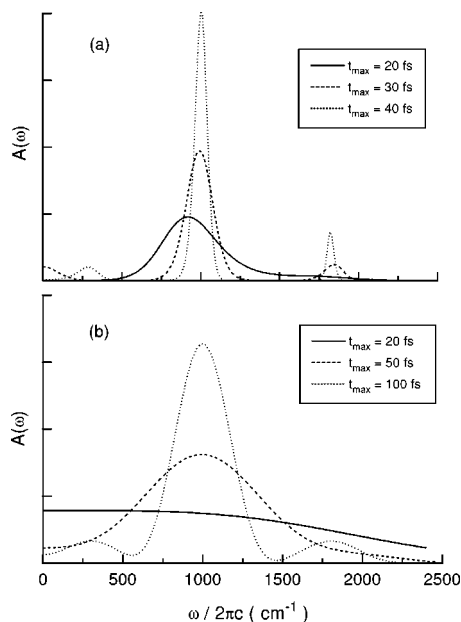 (a)
t_max = 20 fs
t_max = 30 fs
t_max = 40 fs
A(ω)
(b)
t_max = 20 fs
t_max = 50 fs
t_max = 100 fs
A(ω)
0 500 1000 1500 2000 2500
ω / 2πc ( cm⁻¹ )